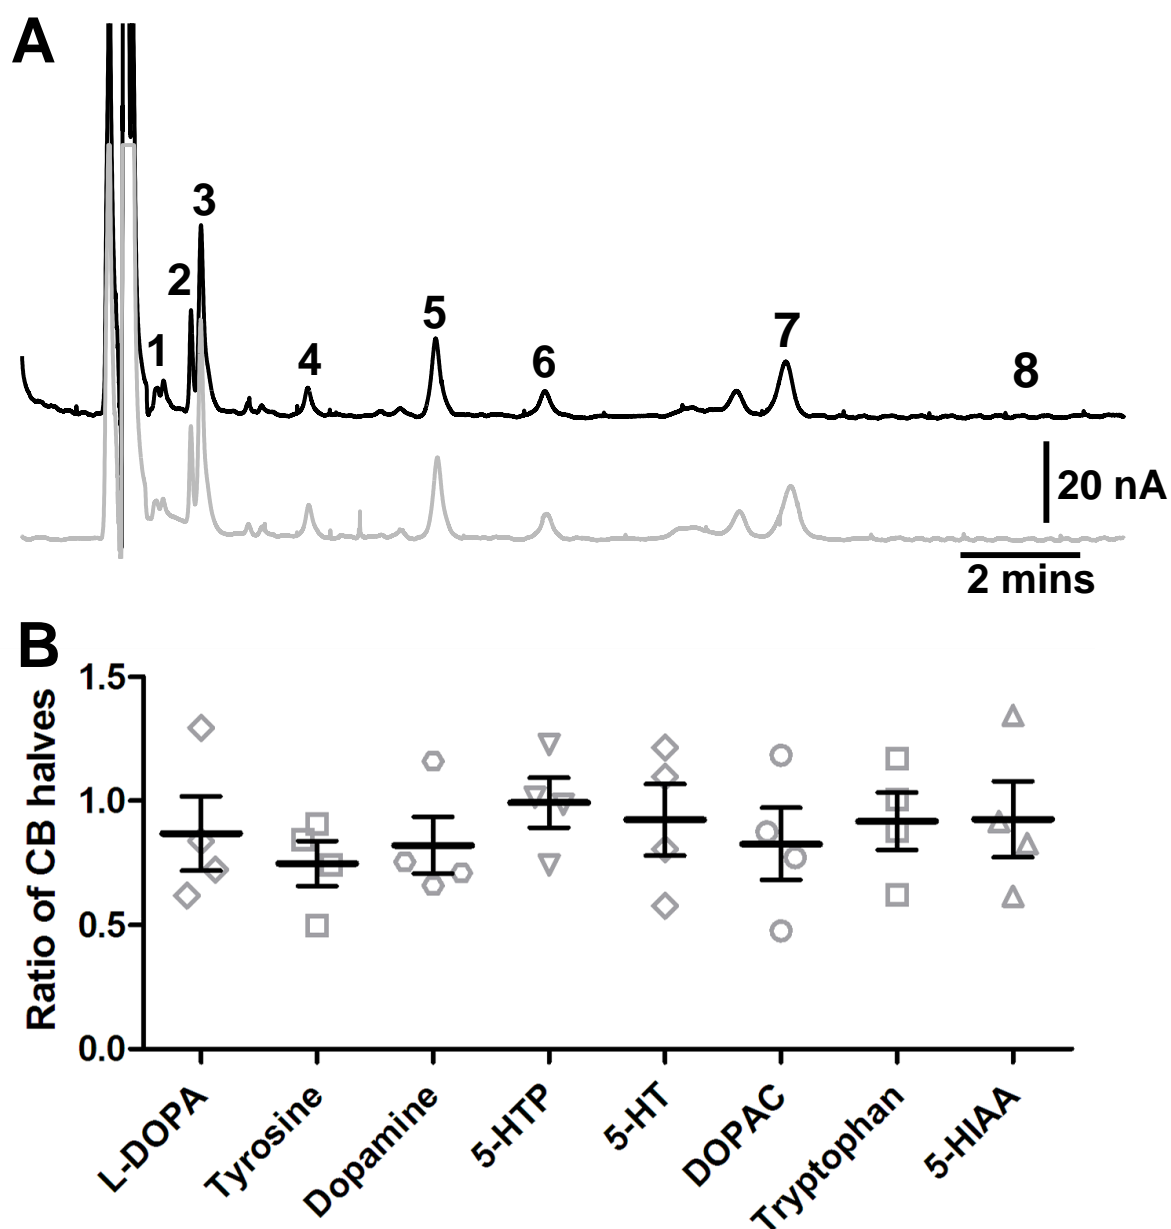 A
3
2
1
4
5
6
7
8
20 nA
2 mins
B
Ratio of CB halves
1.5
1.0
0.5
0.0
L-DOPA
Tyrosine
Dopamine
5-HTP
5-HT
DOPAC
Tryptophan
5-HIAA